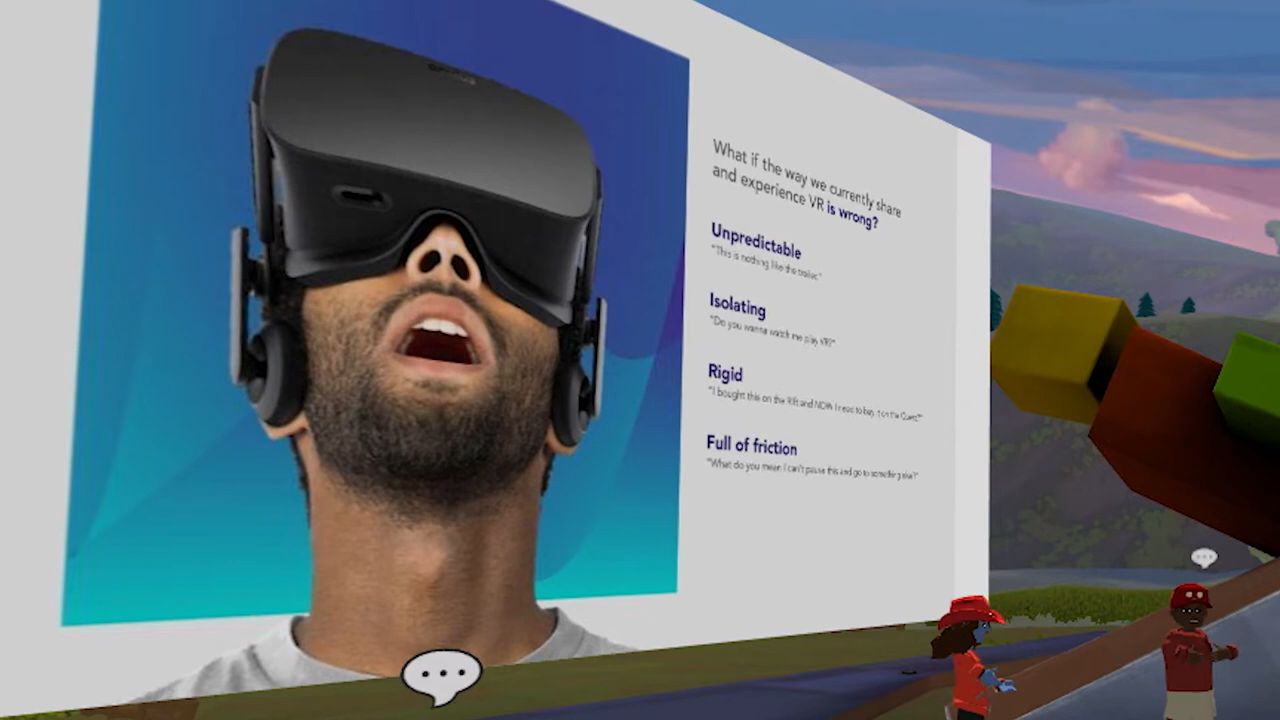 oculus
What if the way we currently share
and experience VR is wrong?
Unpredictable
"This is nothing like the trailer."
Isolating
"Do you wanna watch me play VR?"
Rigid
"I bought this on the Rift and NOW I need to buy it on the Quest?"
Full of friction
"What do you mean I can't pause this and go to something else?"